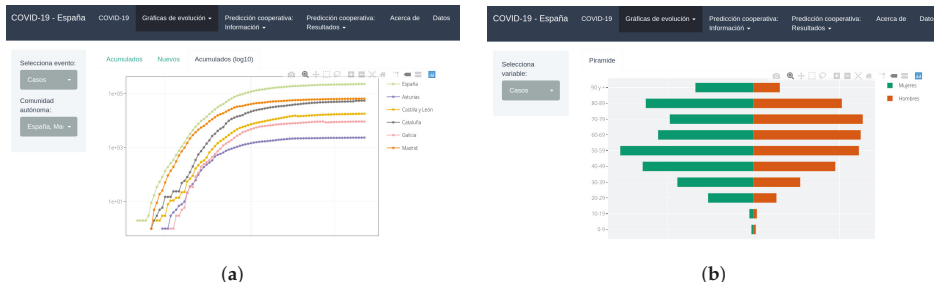 COVID-19 - España
COVID-19
Gráficas de evolución
Predicción cooperativa:
Información
Predicción cooperativa:
Resultados
Acerca de
Datos
Selecciona evento:
Casos
Comunidad
autónoma:
España, Ma
Acumulados
Nuevos
Acumulados (log10)
1e+05
1e+03
1e+01
España
Asturias
Castilla y León
Cataluña
Galicia
Madrid
(a)
COVID-19 - España
COVID-19
Gráficas de evolución
Predicción cooperativa:
Información
Predicción cooperativa:
Resultados
Acerca de
Dato
Selecciona
variable:
Casos
Piramide
90 y +
80-89
70-79
60-69
50-59
40-49
30-39
20-29
10-19
0-9
Mujeres
Hombres
(b)